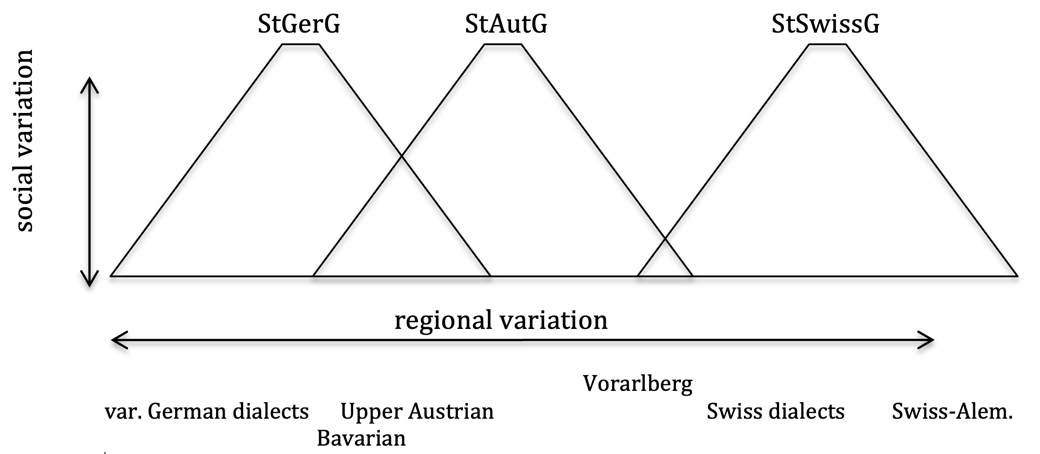 StGerG
StAutG
StSwissG
social variation
regional variation
Vorarlberg
var. German dialects
Upper Austrian
Swiss dialects
Swiss-Alem.
Bavarian